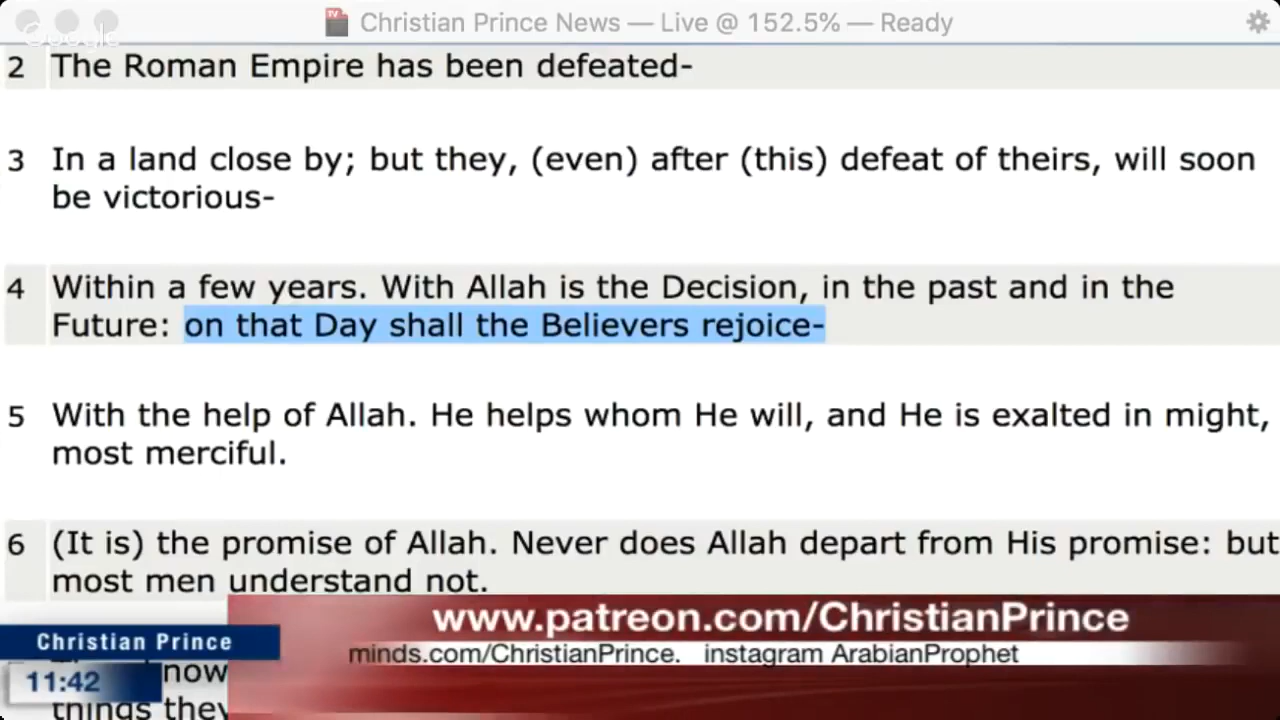 Google
Christian Prince News — Live @ 152.5% — Ready
2 The Roman Empire has been defeated-
3 In a land close by; but they, (even) after (this) defeat of theirs, will soon
be victorious-
4 Within a few years. With Allah is the Decision, in the past and in the
Future: on that Day shall the Believers rejoice-
5 With the help of Allah. He helps whom He will, and He is exalted in might,
most merciful.
6 (It is) the promise of Allah. Never does Allah depart from His promise: but
most men understand not.
www.patreon.com/ChristianPrince
Christian Prince
minds.com/ChristianPrince. instagram ArabianProphet
11:42
things they